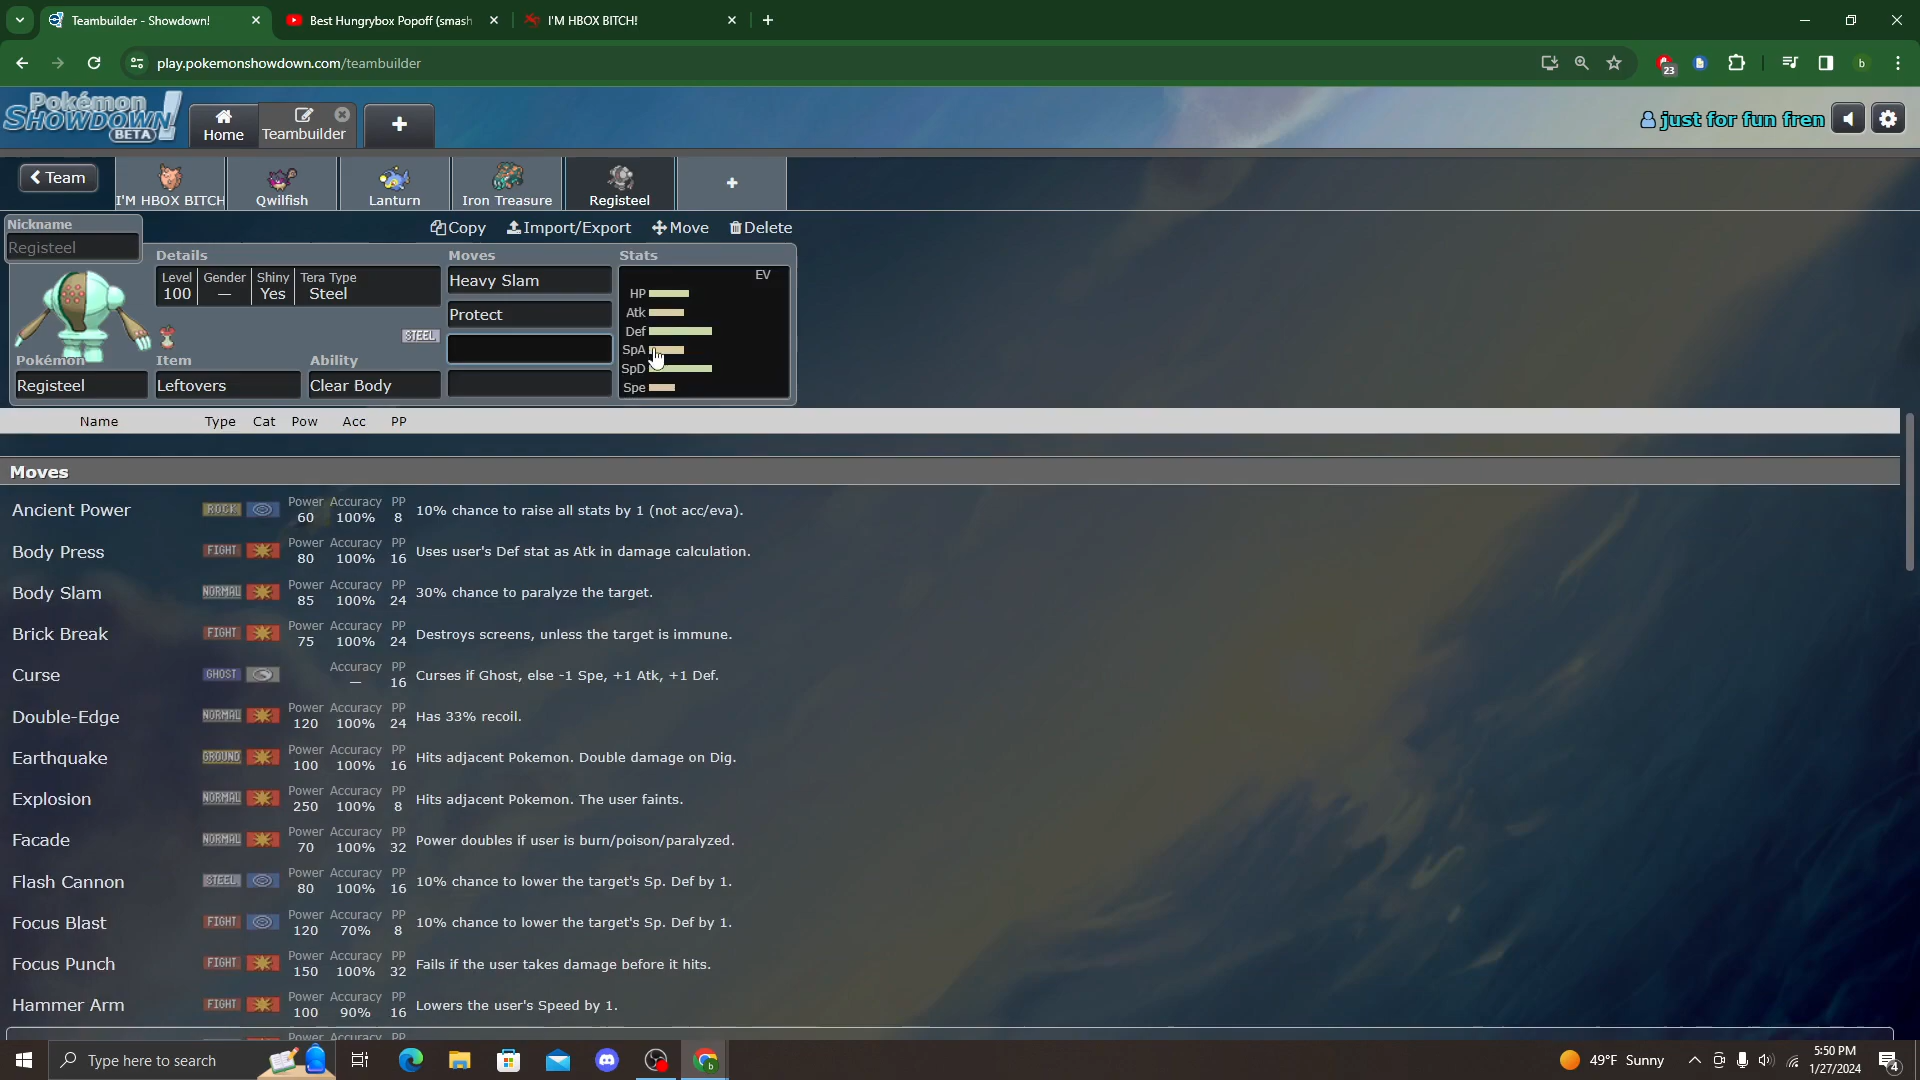 Teambuilder - Showdown!
Best Hungrybox Popoff (smash
I'M HBOX BITCH!
play.pokemonshowdown.com/teambuilder
23
b
Pokémon
SHOWDOWN!
BETA
Home
Teambuilder
just for fun fren
Team
I'M HBOX BITCH
Qwilfish
Lanturn
Iron Treasure
Registeel
Nickname
Registeel
Copy
Import/Export
Move
Delete
Details
Moves
Stats
Level
Gender
Shiny
Tera Type
100
—
Yes
Steel
Heavy Slam
EV
HP
Protect
Atk
Def
STEEL
SpA
Pokémon
Item
Ability
SpD
Registeel
Leftovers
Clear Body
Spe
Name Type Cat Pow Acc PP
Moves
Ancient Power ROCK Power 60 Accuracy 100% PP 8 10% chance to raise all stats by 1 (not acc/eva).
Body Press FIGHT Power 80 Accuracy 100% PP 16 Uses user's Def stat as Atk in damage calculation.
Body Slam NORMAL Power 85 Accuracy 100% PP 24 30% chance to paralyze the target.
Brick Break FIGHT Power 75 Accuracy 100% PP 24 Destroys screens, unless the target is immune.
Curse GHOST Accuracy — PP 16 Curses if Ghost, else -1 Spe, +1 Atk, +1 Def.
Double-Edge NORMAL Power 120 Accuracy 100% PP 24 Has 33% recoil.
Earthquake GROUND Power 100 Accuracy 100% PP 16 Hits adjacent Pokemon. Double damage on Dig.
Explosion NORMAL Power 250 Accuracy 100% PP 8 Hits adjacent Pokemon. The user faints.
Facade NORMAL Power 70 Accuracy 100% PP 32 Power doubles if user is burn/poison/paralyzed.
Flash Cannon STEEL Power 80 Accuracy 100% PP 16 10% chance to lower the target's Sp. Def by 1.
Focus Blast FIGHT Power 120 Accuracy 70% PP 8 10% chance to lower the target's Sp. Def by 1.
Focus Punch FIGHT Power 150 Accuracy 100% PP 32 Fails if the user takes damage before it hits.
Hammer Arm FIGHT Power 100 Accuracy 90% PP 16 Lowers the user's Speed by 1.
Power Accuracy PP
Type here to search
49°F Sunny
5:50 PM
1/27/2024
4